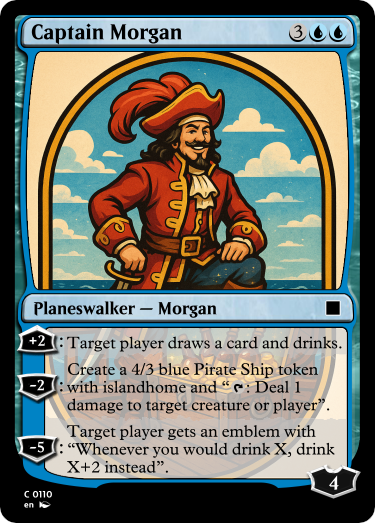 Captain Morgan 3
Planeswalker — Morgan
+2: Target player draws a card and drinks.
Create a 4/3 blue Pirate Ship token
-2: with islandhome and “ : Deal 1
damage to target creature or player”.
Target player gets an emblem with
-5: “Whenever you would drink X, drink
X+2 instead”.
4
C 0110
en